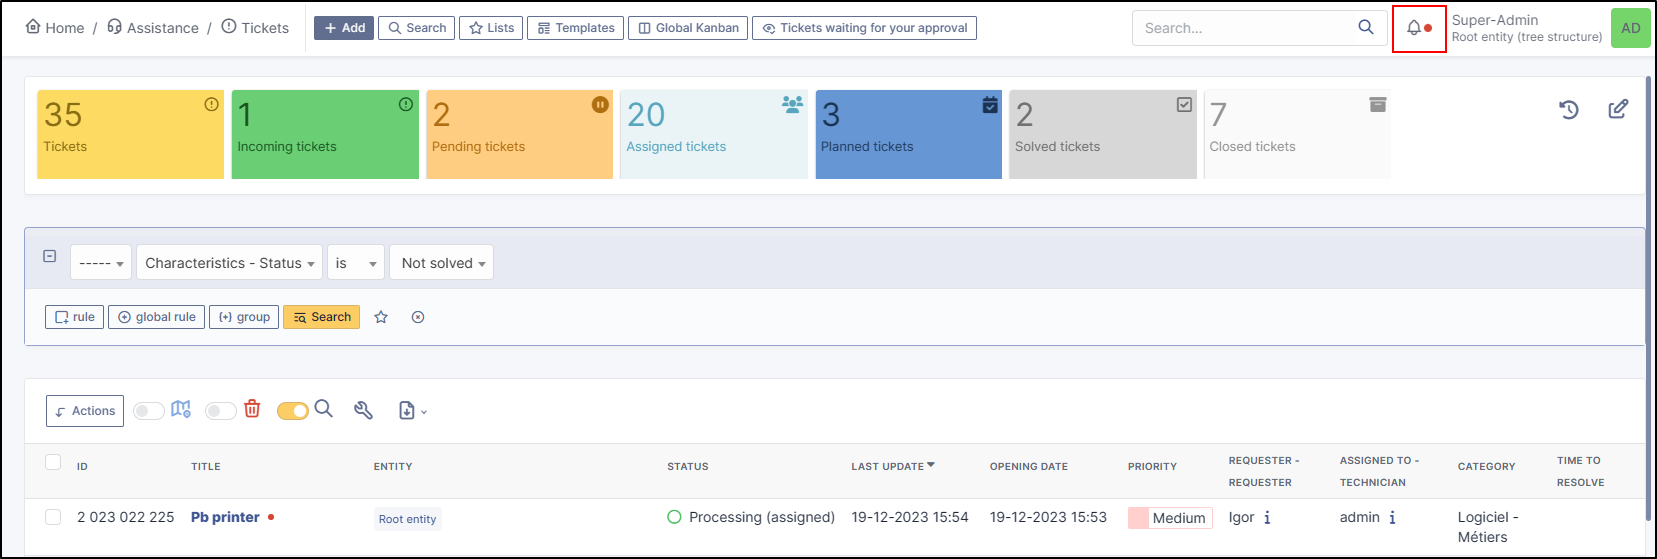 Home / Assistance / Tickets
Add
Search
Lists
Templates
Global Kanban
Tickets waiting for your approval
Search...
Super-Admin
Root entity (tree structure)
AD
35
Tickets
1
Incoming tickets
2
Pending tickets
20
Assigned tickets
3
Planned tickets
2
Solved tickets
7
Closed tickets
----- Characteristics - Status is Not solved
rule global rule group Search
Actions
ID TITLE ENTITY STATUS LAST UPDATE OPENING DATE PRIORITY REQUESTER - REQUESTER ASSIGNED TO - TECHNICIAN CATEGORY TIME TO RESOLVE
2 023 022 225 Pb printer Root entity Processing (assigned) 19-12-2023 15:54 19-12-2023 15:53 Medium Igor admin Logiciel - Métiers